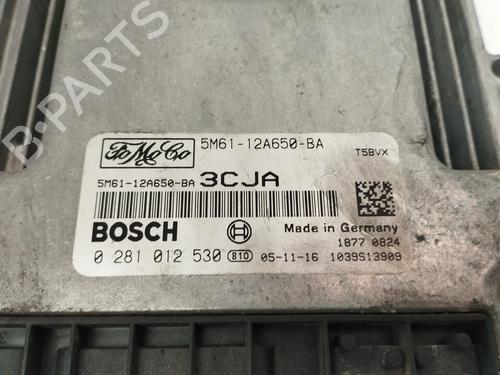 B-PARTS
FoMoCo
5M61-12A650-BA
T5BVX
5M61-12A650-BA 3CJA
BOSCH
Made in Germany
1877 0824
0 281 012 530 810 05-11-16 1039S13909